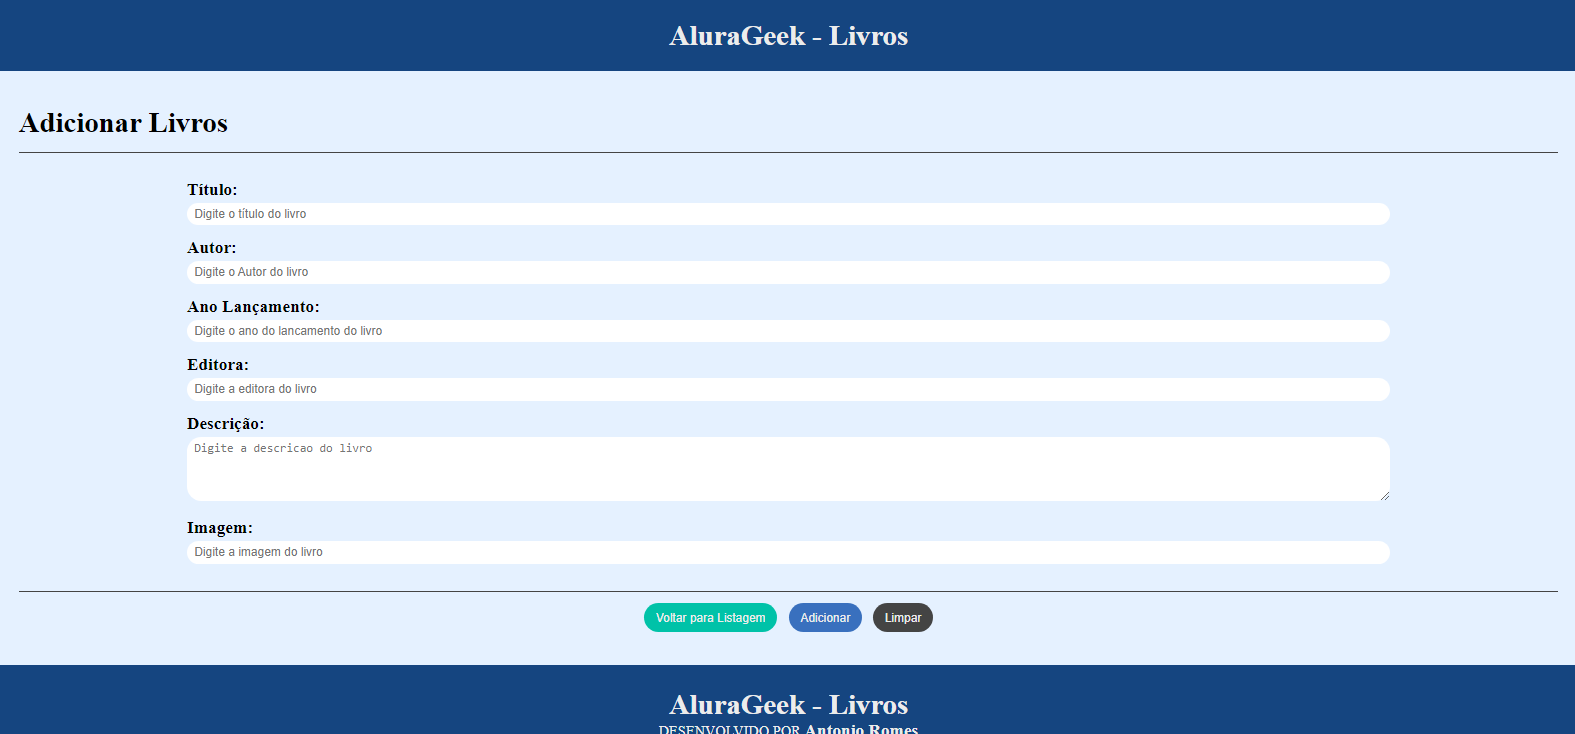 AluraGeek - Livros
Adicionar Livros
Título:
Digite o título do livro
Autor:
Digite o Autor do livro
Ano Lançamento:
Digite o ano do lancamento do livro
Editora:
Digite a editora do livro
Descrição:
Digite a descricao do livro
Imagem:
Digite a imagem do livro
Voltar para Listagem Adicionar Limpar
AluraGeek - Livros
DESENVOLVIDO POR Antonio Romes